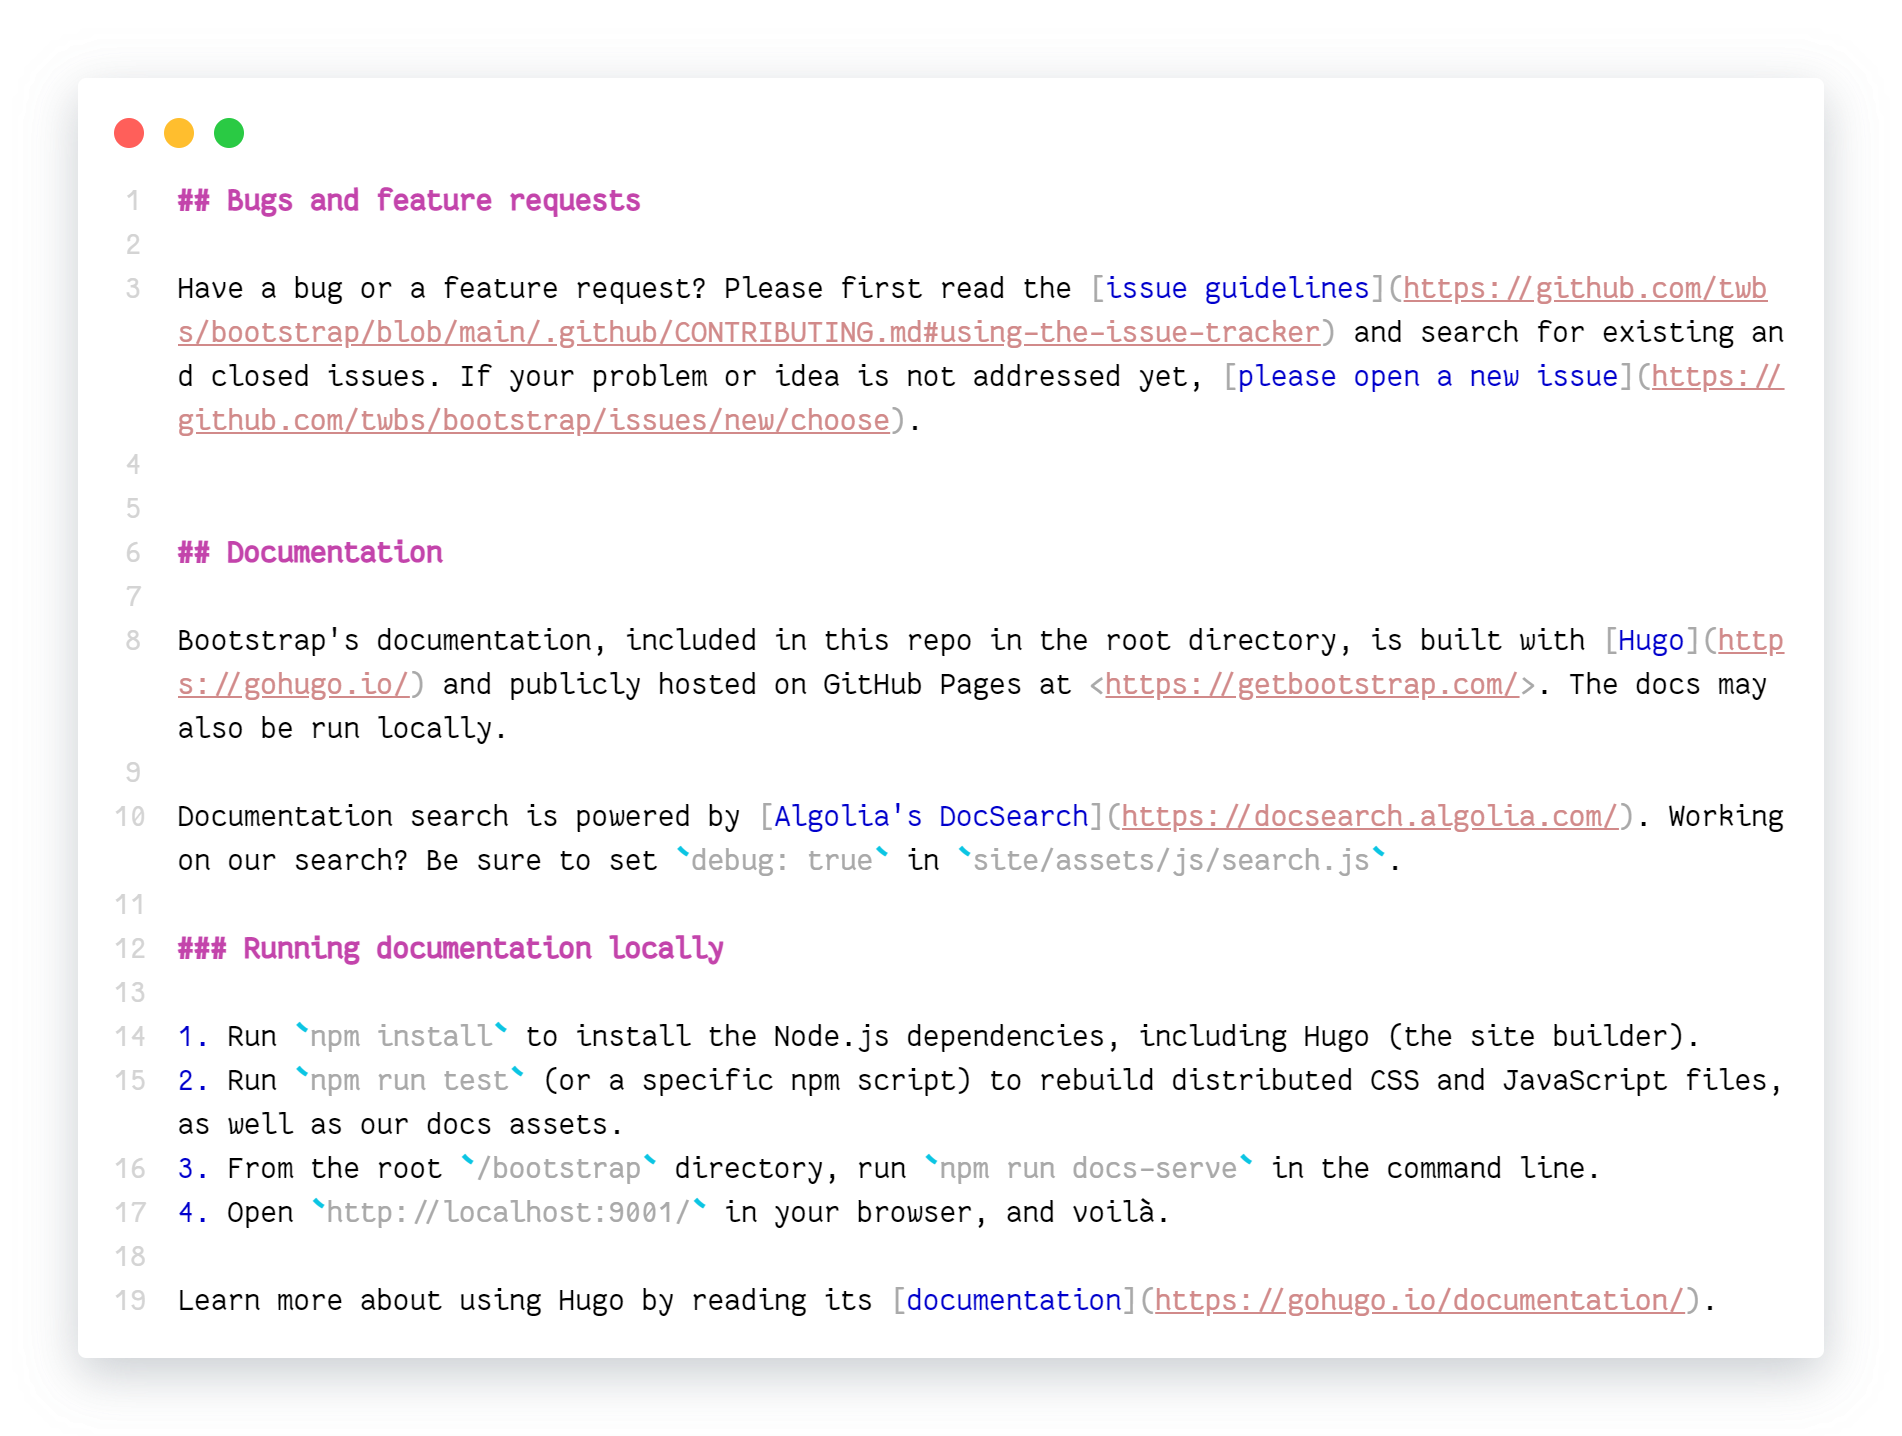 1 ## Bugs and feature requests
2
3 Have a bug or a feature request? Please first read the [issue guidelines](https://github.com/twb
s/bootstrap/blob/main/.github/CONTRIBUTING.md#using-the-issue-tracker) and search for existing an
d closed issues. If your problem or idea is not addressed yet, [please open a new issue](https://
github.com/twbs/bootstrap/issues/new/choose).
4
5
6 ## Documentation
7
8 Bootstrap's documentation, included in this repo in the root directory, is built with [Hugo](http
s://gohugo.io/) and publicly hosted on GitHub Pages at <https://getbootstrap.com/>. The docs may
also be run locally.
9
10 Documentation search is powered by [Algolia's DocSearch](https://docsearch.algolia.com/). Working
on our search? Be sure to set `debug: true` in `site/assets/js/search.js`.
11
12 ### Running documentation locally
13
14 1. Run `npm install` to install the Node.js dependencies, including Hugo (the site builder).
15 2. Run `npm run test` (or a specific npm script) to rebuild distributed CSS and JavaScript files,
as well as our docs assets.
16 3. From the root `/bootstrap` directory, run `npm run docs-serve` in the command line.
17 4. Open `http://localhost:9001/` in your browser, and voilà.
18
19 Learn more about using Hugo by reading its [documentation](https://gohugo.io/documentation/).